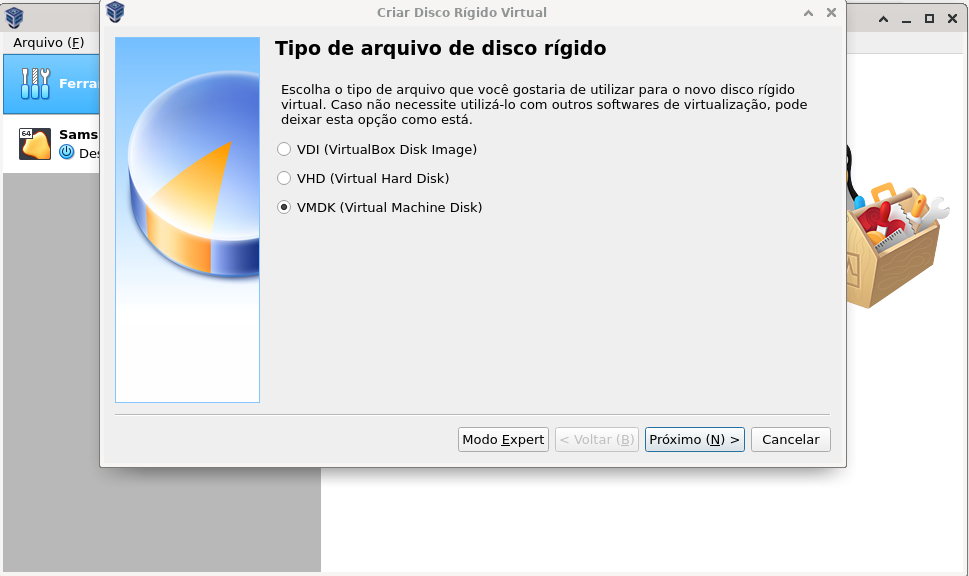 Criar Disco Rígido Virtual
Arquivo (F)
Ferra
64
Sams
Des
Tipo de arquivo de disco rígido
Escolha o tipo de arquivo que você gostaria de utilizar para o novo disco rígido
virtual. Caso não necessite utilizá-lo com outros softwares de virtualização, pode
deixar esta opção como está.
VDI (VirtualBox Disk Image)
VHD (Virtual Hard Disk)
VMDK (Virtual Machine Disk)
Modo Expert
< Voltar (B)
Próximo (N) >
Cancelar